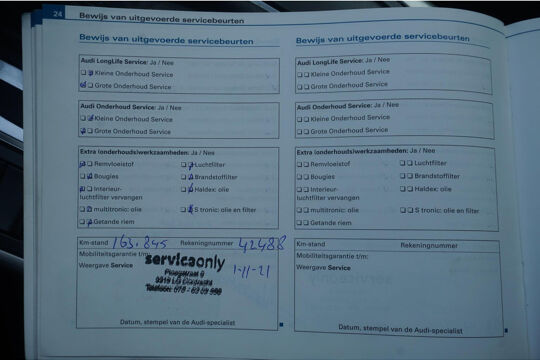 24 Bewijs van uitgevoerde servicebeurten
Bewijs van uitgevoerde servicebeurten
Audi LongLife Service: Ja / Nee
Kleine Onderhoud Service
Grote Onderhoud Service
Audi Onderhoud Service: Ja / Nee
Kleine Onderhoud Service
Grote Onderhoud Service
Extra (onderhouds)werkzaamheden: Ja / Nee
Remvloeistof Luchtfilter
Bougies Brandstoffilter
Interieur- Haldex: olie
luchtfilter vervangen
multitronic: olie S tronic: olie en filter
Getande riem
Km-stand 163.845 Rekeningnummer 42488
Mobiliteitsgarantie t/m:
Weergave Service
serviceonly
1-11-21
Datum, stempel van de Audi-specialist
Bewijs van uitgevoerde servicebeurten
Audi LongLife Service: Ja / Nee
Kleine Onderhoud Service
Grote Onderhoud Service
Audi Onderhoud Service: Ja / Nee
Kleine Onderhoud Service
Grote Onderhoud Service
Extra (onderhouds)werkzaamheden: Ja / Nee
Remvloeistof Luchtfilter
Bougies Brandstoffilter
Interieur- Haldex: olie
luchtfilter vervangen
multitronic: olie S tronic: olie en filter
Getande riem
Km-stand Rekeningnummer
Mobiliteitsgarantie t/m:
Weergave Service
Datum, stempel van de Audi-specialist